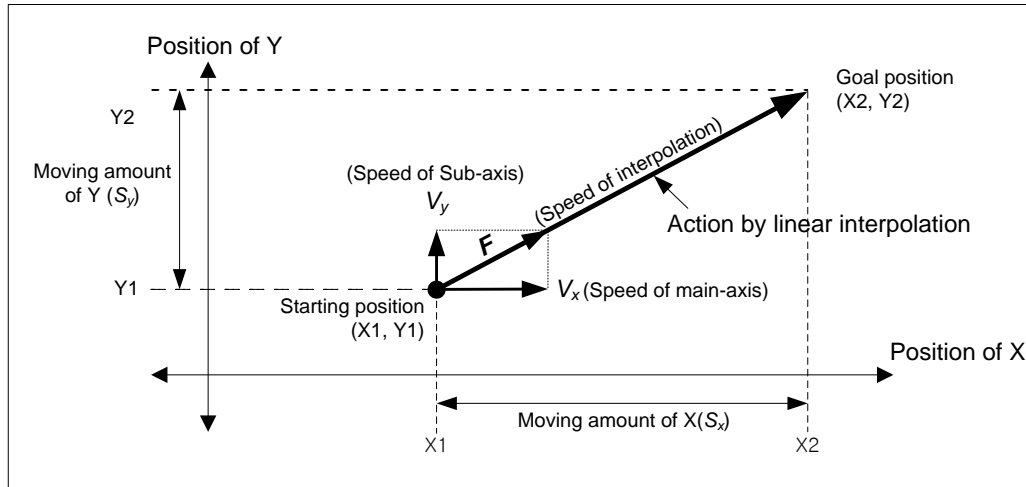 Position of Y
Goal position
(X2, Y2)
Y2
Moving amount
of Y (Sy)
(Speed of Sub-axis)
Vy
(Speed of interpolation)
F
Action by linear interpolation
Y1
Vx (Speed of main-axis)
Starting position
(X1, Y1)
Position of X
Moving amount of X(Sx)
X1
X2